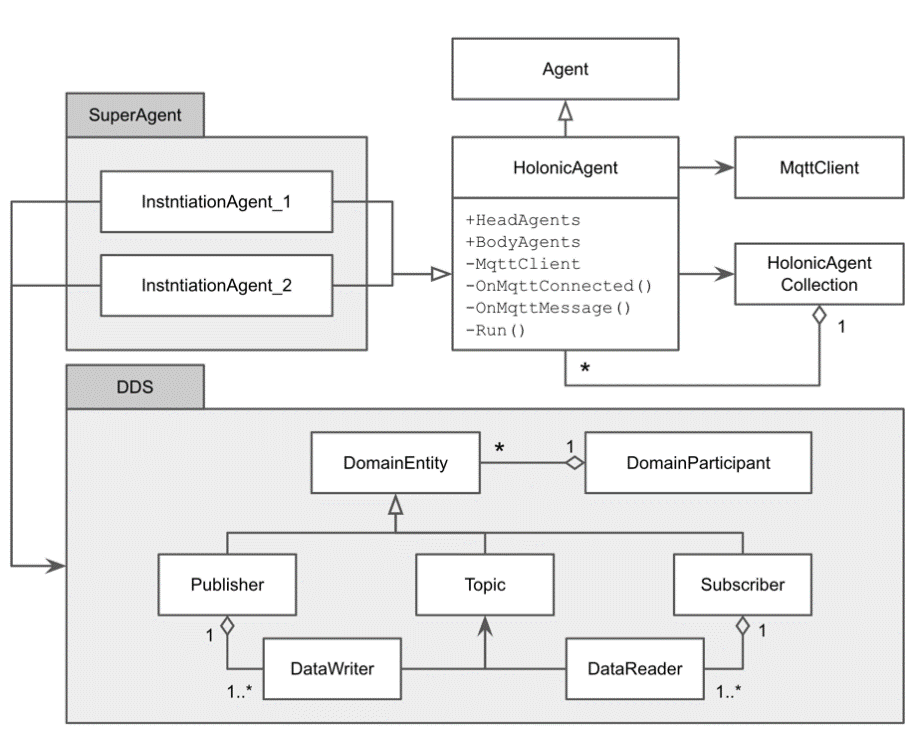 Agent
SuperAgent
HolonicAgent
MqttClient
InstntiationAgent_1
+HeadAgents
+BodyAgents
-MqttClient
-OnMqttConnected()
-OnMqttMessage()
-Run()
HolonicAgent
Collection
InstntiationAgent_2
1
*
DDS
DomainEntity
*
1
DomainParticipant
Publisher
Topic
Subscriber
1
1
DataWriter
DataReader
1..*
1..*